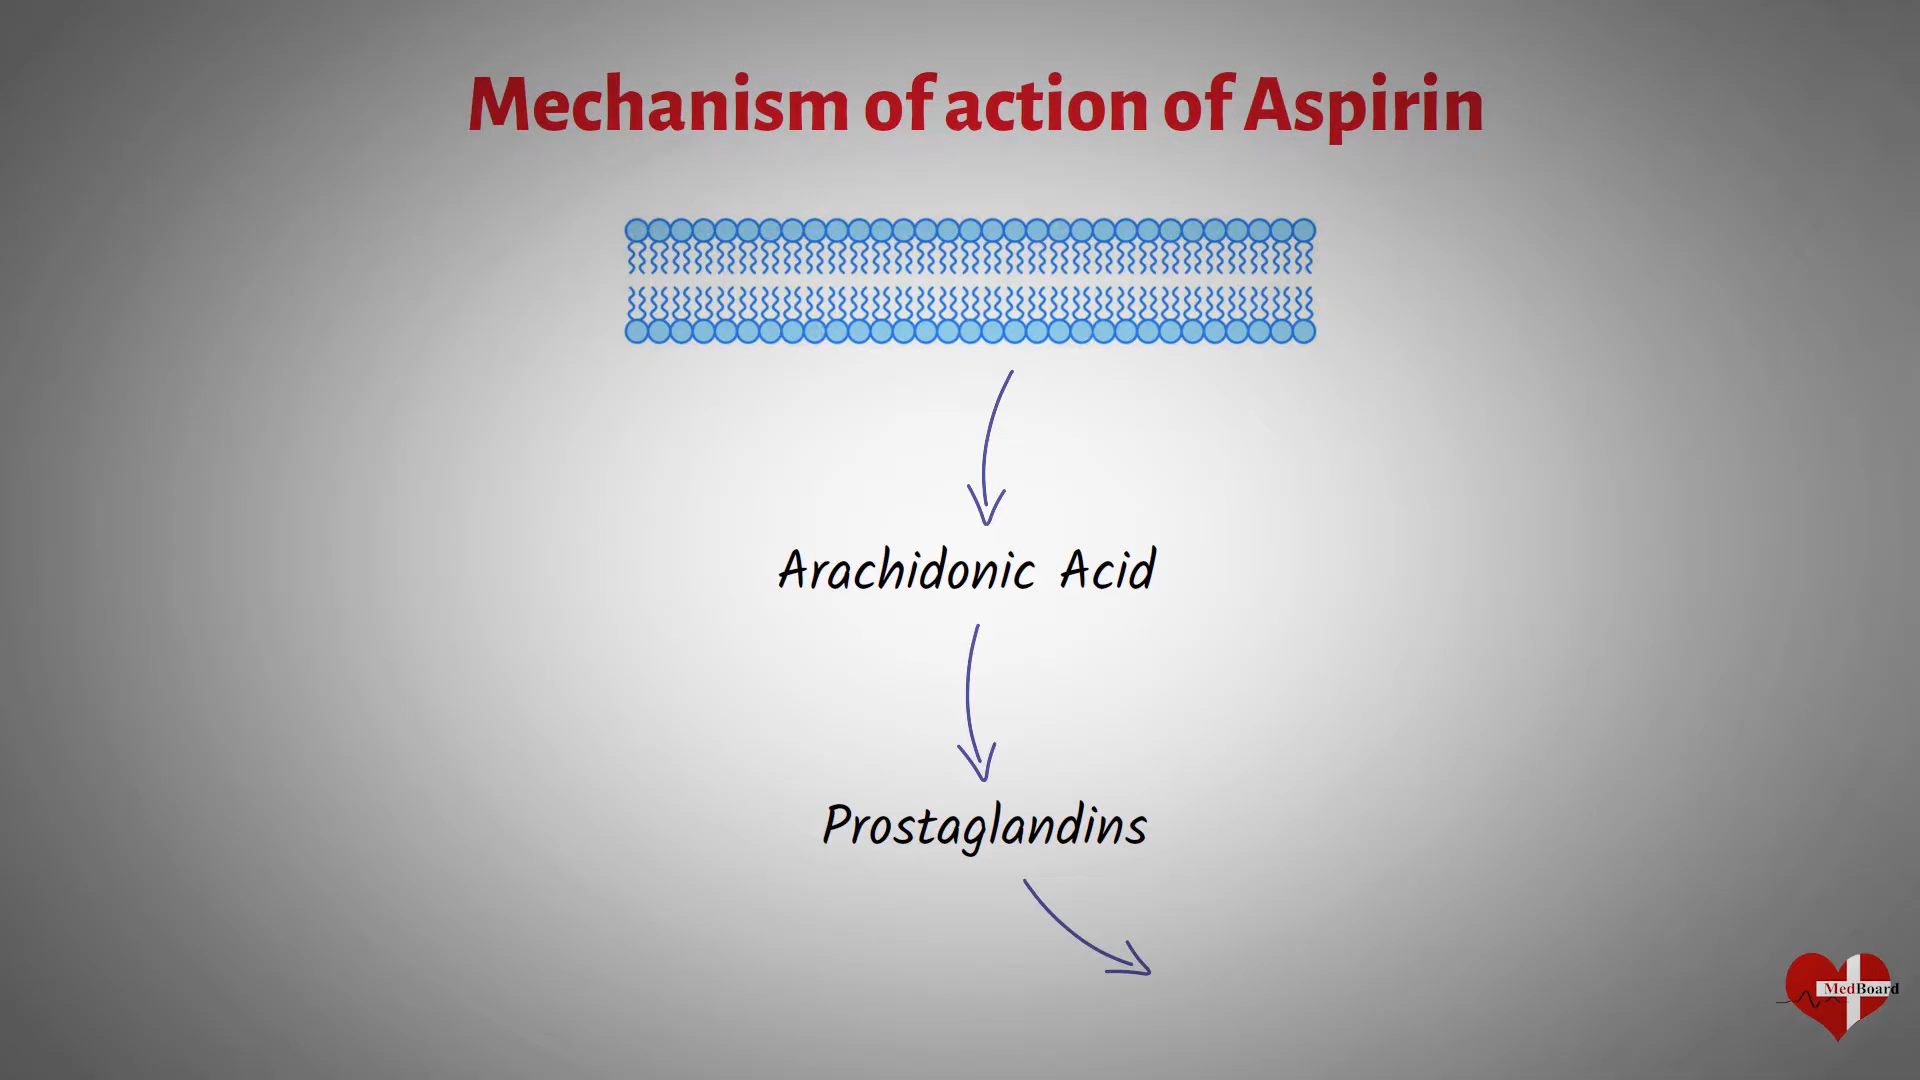 Mechanism of action of Aspirin
Arachidonic Acid
Prostaglandins
MedBoard